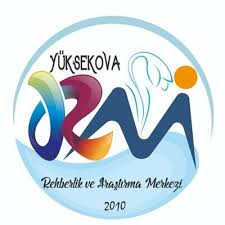 YÜKSEKOVA
RAM
Rehberlik ve Araştırma Merkezi
2010